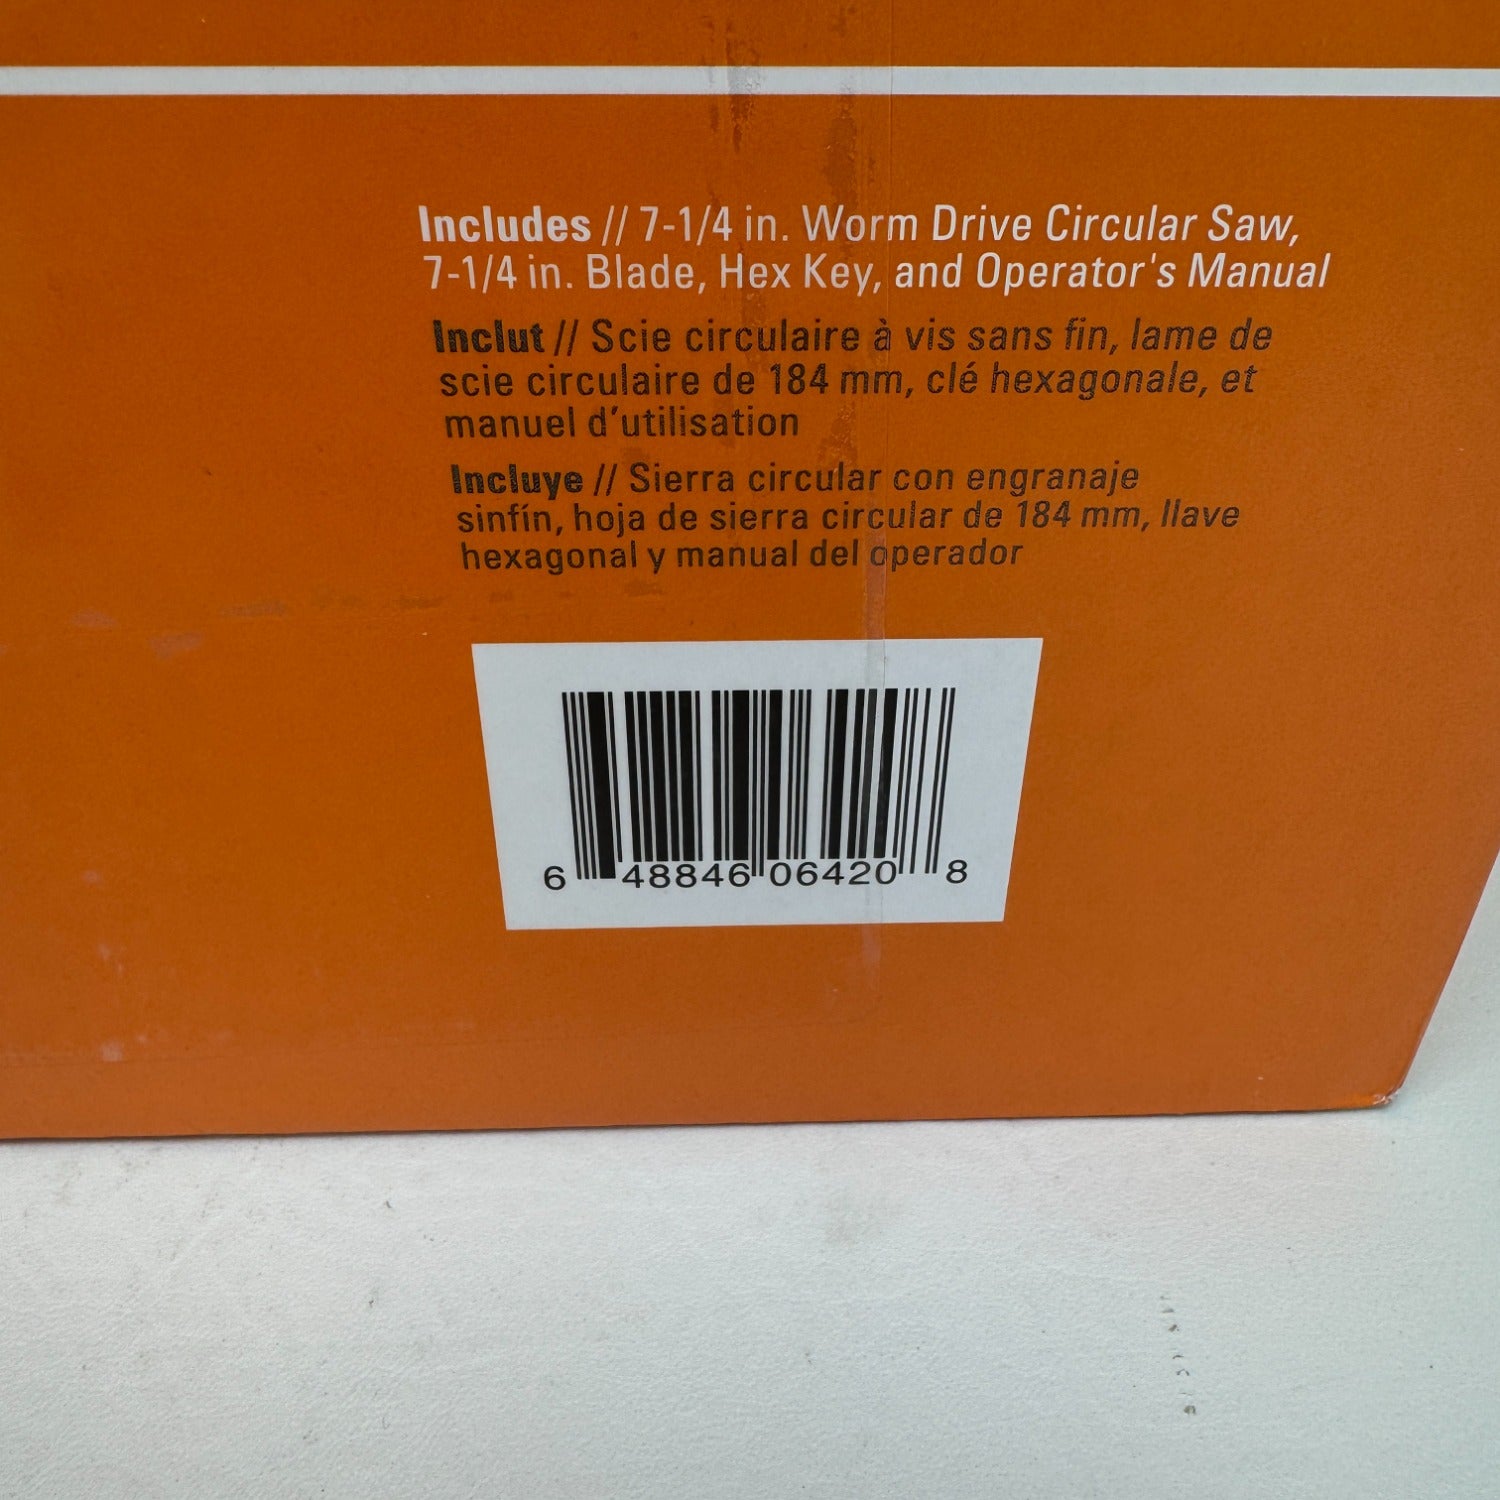 Includes // 7-1/4 in. Worm Drive Circular Saw,
7-1/4 in. Blade, Hex Key, and Operator's Manual
Inclut // Scie circulaire à vis sans fin, lame de
scie circulaire de 184 mm, clé hexagonale, et
manuel d’utilisation
Incluye // Sierra circular con engranaje
sinfín, hoja de sierra circular de 184 mm, llave
hexagonal y manual del operador
6 48846 06420 8